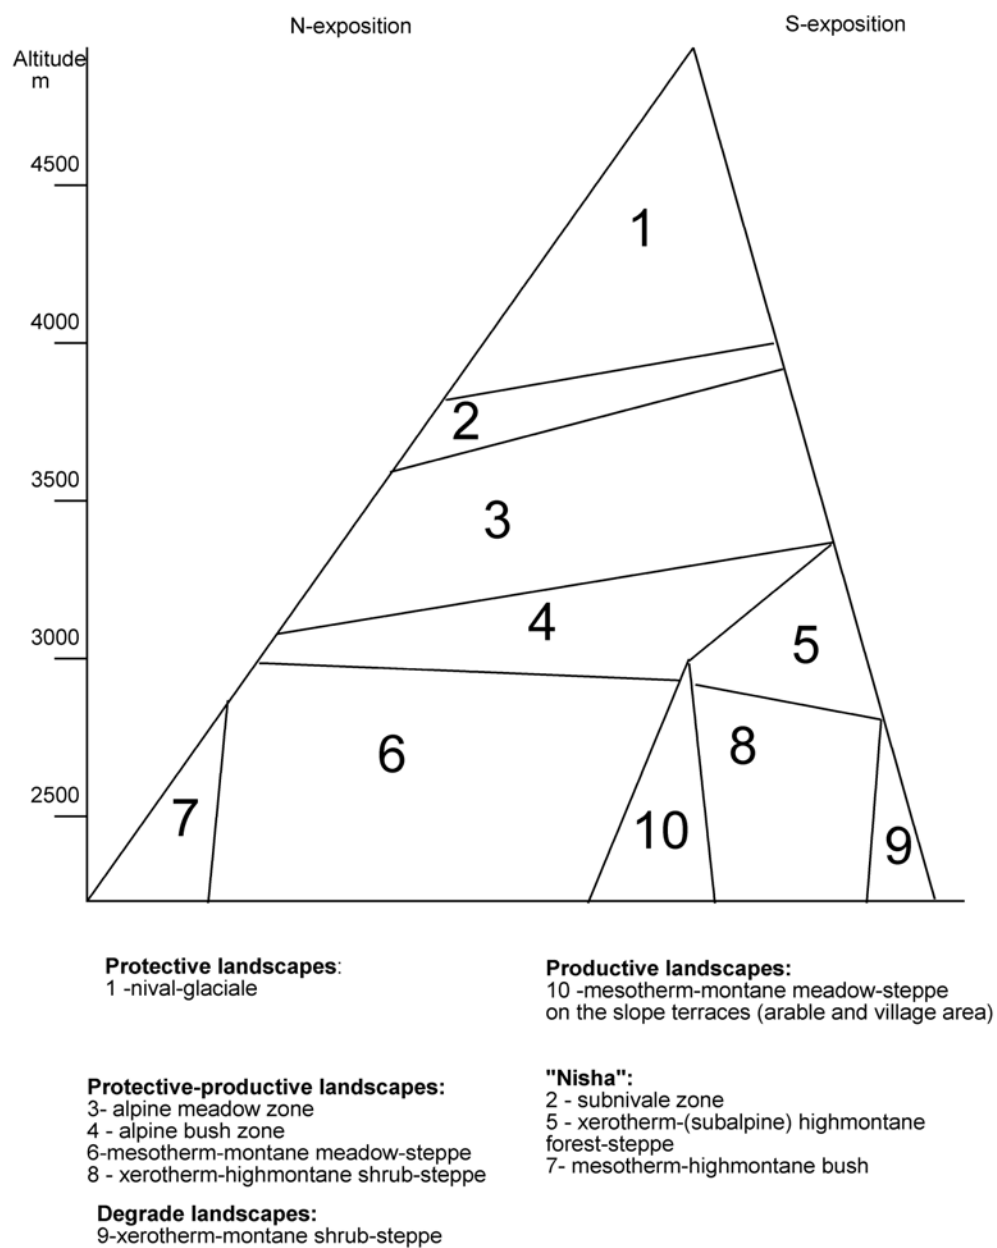 N-exposition
S-exposition
Altitude
m
4500
1
4000
2
3500
3
4
3000
5
6
8
2500
7
10
9
Protective landscapes:
1 -nival-glaciale
Productive landscapes:
10 -mesotherm-montane meadow-steppe
on the slope terraces (arable and village area)
Protective-productive landscapes:
3- alpine meadow zone
4 - alpine bush zone
6-mesotherm-montane meadow-steppe
8 - xerotherm-highmontane shrub-steppe
"Nisha":
2 - subnivale zone
5 - xerotherm-(subalpine) highmontane
forest-steppe
7- mesotherm-highmontane bush
Degrade landscapes:
9-xerotherm-montane shrub-steppe